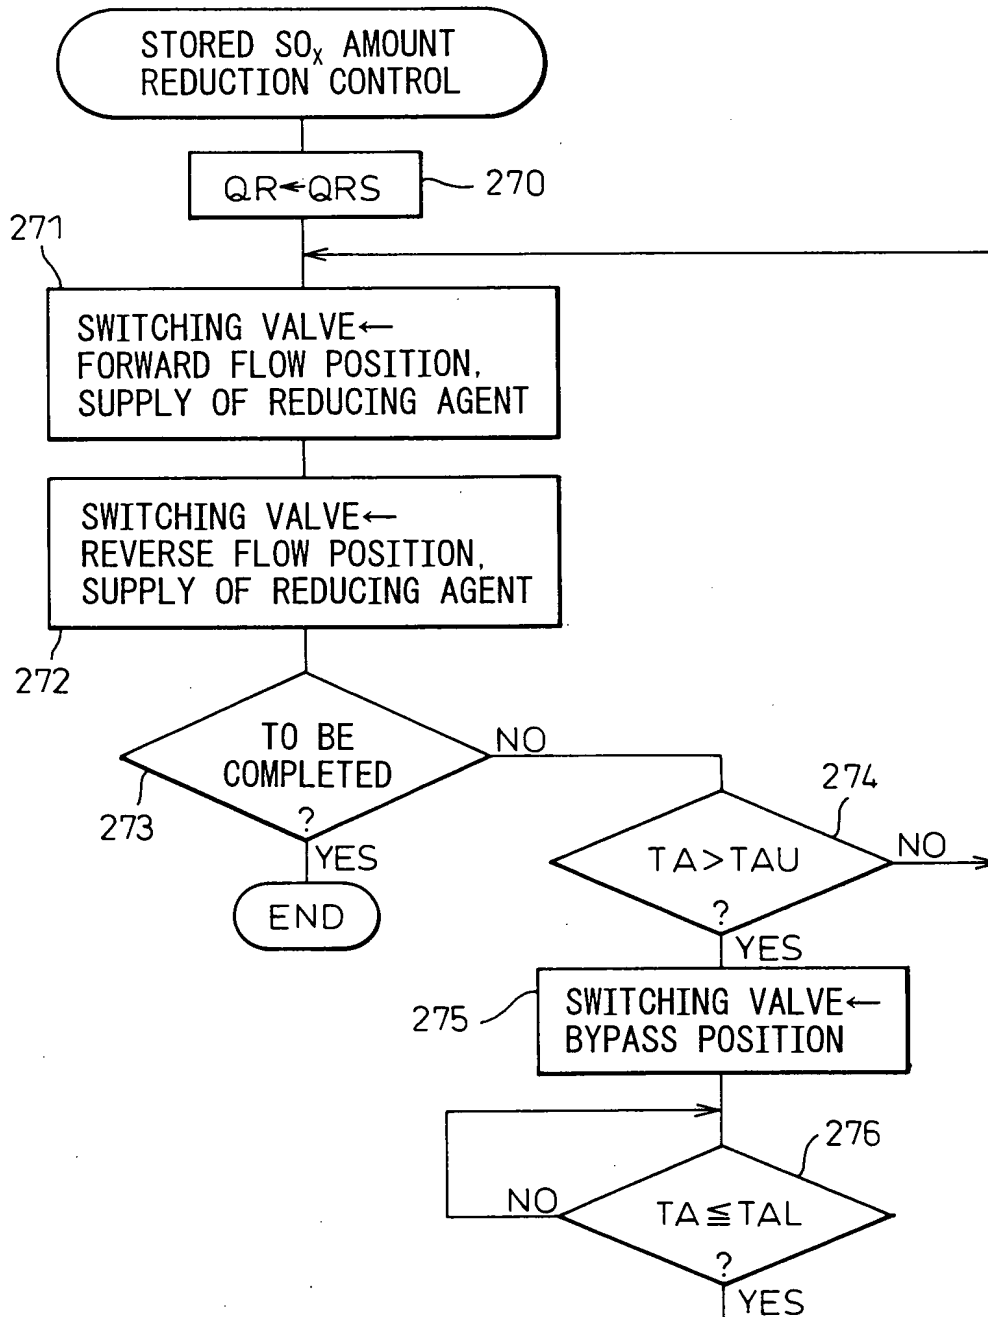 STORED SOx AMOUNT
REDUCTION CONTROL
QR←QRS
270
271
SWITCHING VALVE←
FORWARD FLOW POSITION,
SUPPLY OF REDUCING AGENT
SWITCHING VALVE←
REVERSE FLOW POSITION,
SUPPLY OF REDUCING AGENT
272
TO BE
COMPLETED
?
273
NO
YES
END
274
TA>TAU
?
NO
YES
275
SWITCHING VALVE←
BYPASS POSITION
276
TA≦TAL
?
NO
YES